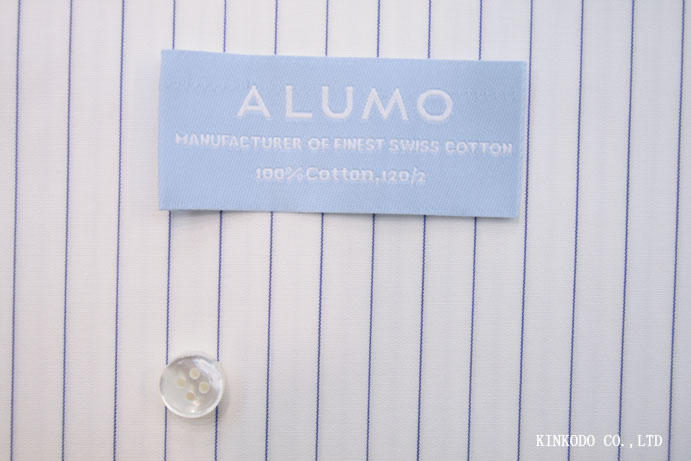 ALUMO
MANUFACTURER OF FINEST SWISS COTTON
100%Cotton,120/2
KINKODO CO.,LTD